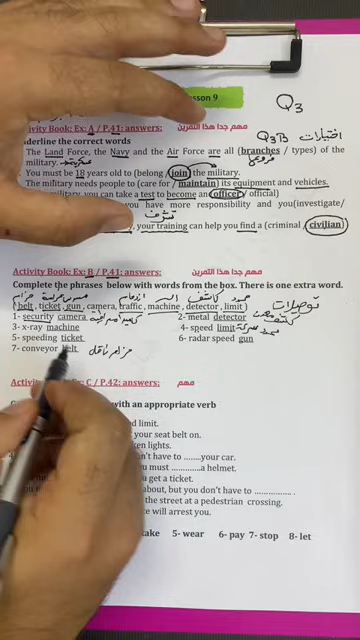 sson 9
Q3
ctivity Book: Ex: A / P.41: answers: مهم جدا هذا التمرين
nderline the correct words
اختيارات Q3B
The Land Force, the Navy and the Air Force are all (branches / types) of the
military.
You must be 18 years old to (belong / join the military.
The military needs people to (care for / maintain) its equipment and vehicles.
military you can take a test to become an (officer/ official)
you have more responsibility and you(investigate/
your training can help you find a (criminal / civilian)
Activity Book: Ex: B / P.41: answers: مهم جدا هذا التمرين
Complete the phrases below with words from the box. There is one extra word.
توصيلات
( belt, ticket, gun, camera, traffic, machine, detector, limit )
1- security camera 2- metal detector
3- x-ray machine 4- speed limit
5- speeding ticket 6- radar speed gun
7- conveyor belt حزام ناقل
Activity Book: Ex: C / P.42: answers: مهم
with an appropriate verb
d limit.
your seat belt on.
ken lights.
n't have to ........your car.
u must ............a helmet.
u get a ticket.
about, but you don't have to ............... .
the street at a pedestrian crossing.
ce will arrest you.
ake 5- wear 6- pay 7- stop 8- let